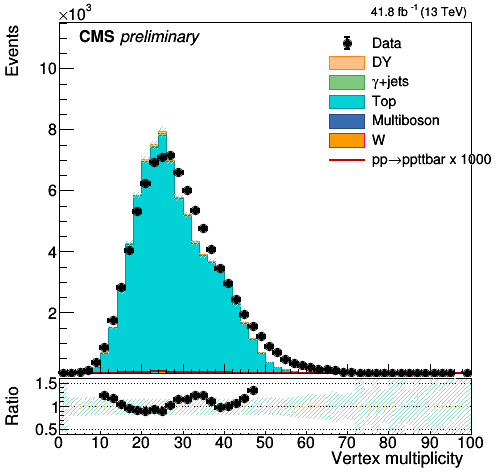 ×10³
41.8 fb⁻¹ (13 TeV)
CMS preliminary
Events
Data
DY
γ+jets
Top
Multiboson
W
pp→ppttbar x 1000
10
8
6
4
2
Ratio
1.5
1
0.5
0 10 20 30 40 50 60 70 80 90 100
Vertex multiplicity